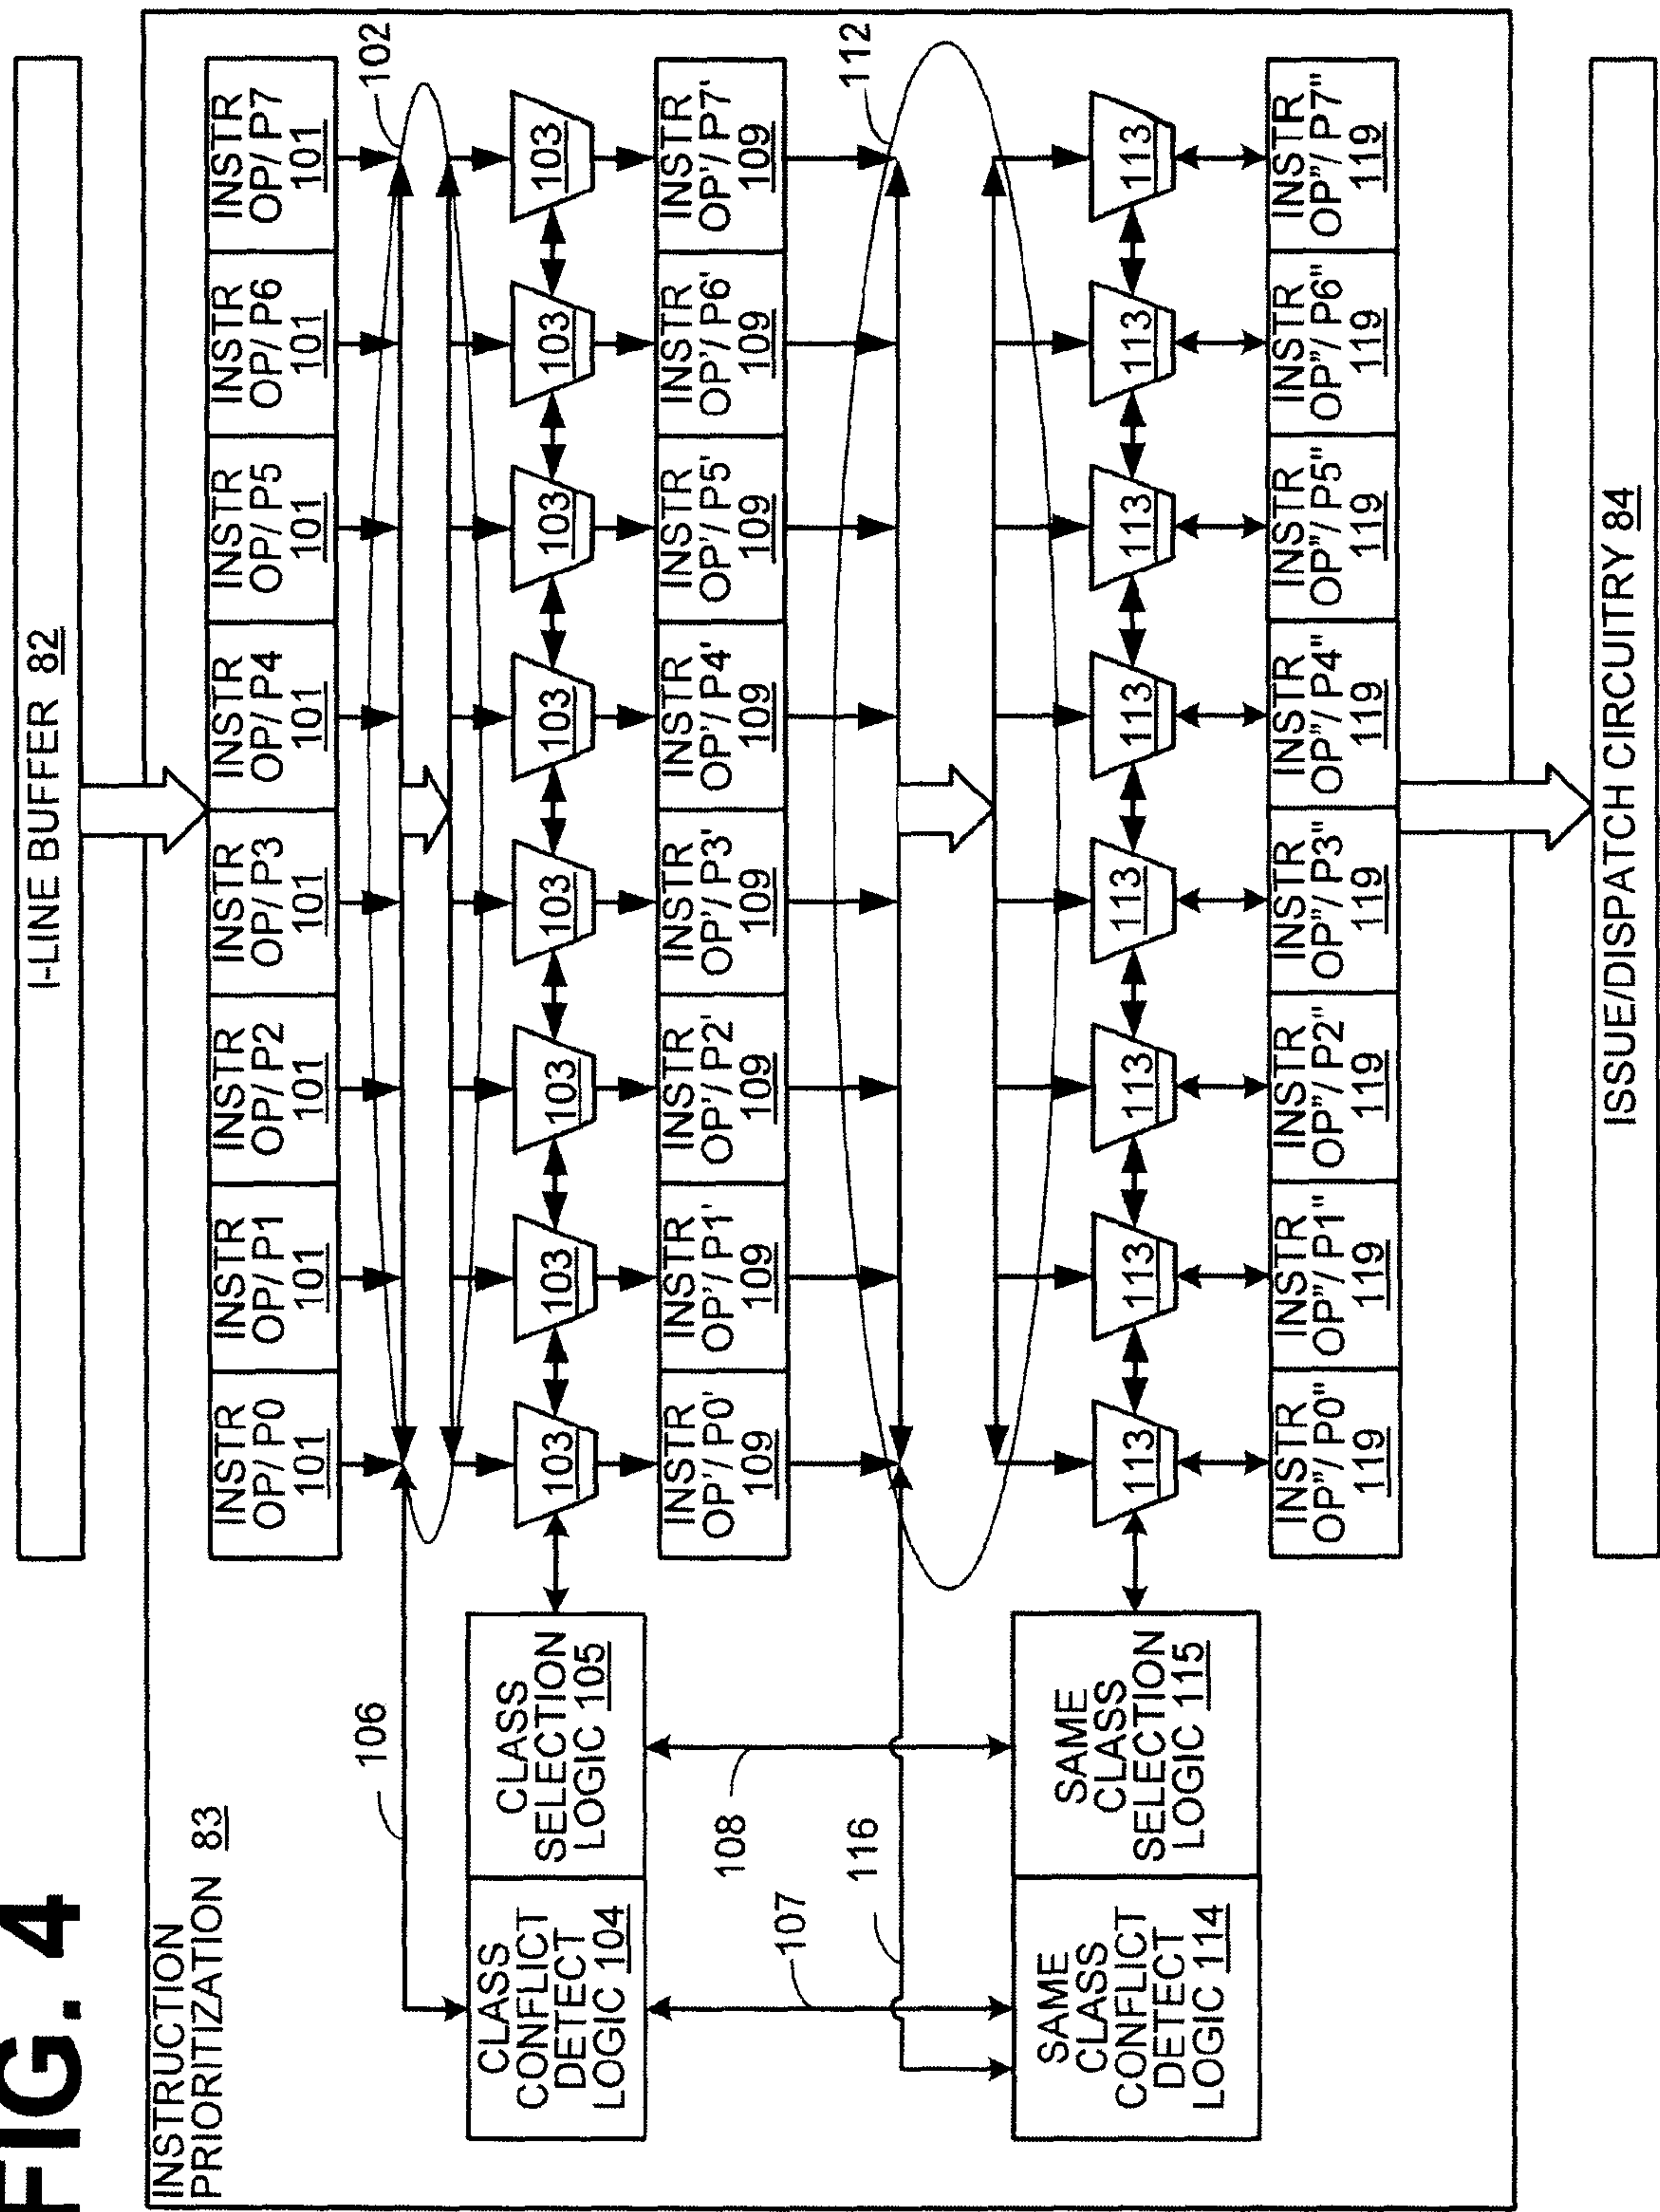 FIG. 4
I-LINE BUFFER 82
INSTRUCTION
PRIORITIZATION 83
INSTR
OP/ P0
101
INSTR
OP/ P1
101
INSTR
OP/ P2
101
INSTR
OP/ P3
101
INSTR
OP/ P4
101
INSTR
OP/ P5
101
INSTR
OP/ P6
101
INSTR
OP/ P7
101
106
102
CLASS
CONFLICT
DETECT
LOGIC 104
CLASS
SELECTION
LOGIC 105
103
103
103
103
103
103
103
103
INSTR
OP'/ P0'
109
INSTR
OP'/ P1'
109
INSTR
OP'/ P2'
109
INSTR
OP'/ P3'
109
INSTR
OP'/ P4'
109
INSTR
OP'/ P5'
109
INSTR
OP'/ P6'
109
INSTR
OP'/ P7'
109
107
108
116
112
SAME
CLASS
CONFLICT
DETECT
LOGIC 114
SAME
CLASS
SELECTION
LOGIC 115
113
113
113
113
113
113
113
113
INSTR
OP"/ P0"
119
INSTR
OP"/ P1"
119
INSTR
OP"/ P2"
119
INSTR
OP"/ P3"
119
INSTR
OP"/ P4"
119
INSTR
OP"/ P5"
119
INSTR
OP"/ P6"
119
INSTR
OP"/ P7"
119
ISSUE/DISPATCH CIRCUITRY 84